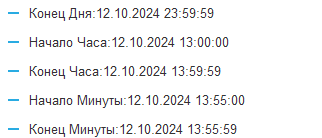 Конец Дня:12.10.2024 23:59:59
Начало Часа:12.10.2024 13:00:00
Конец Часа:12.10.2024 13:59:59
Начало Минуты:12.10.2024 13:55:00
Конец Минуты:12.10.2024 13:55:59